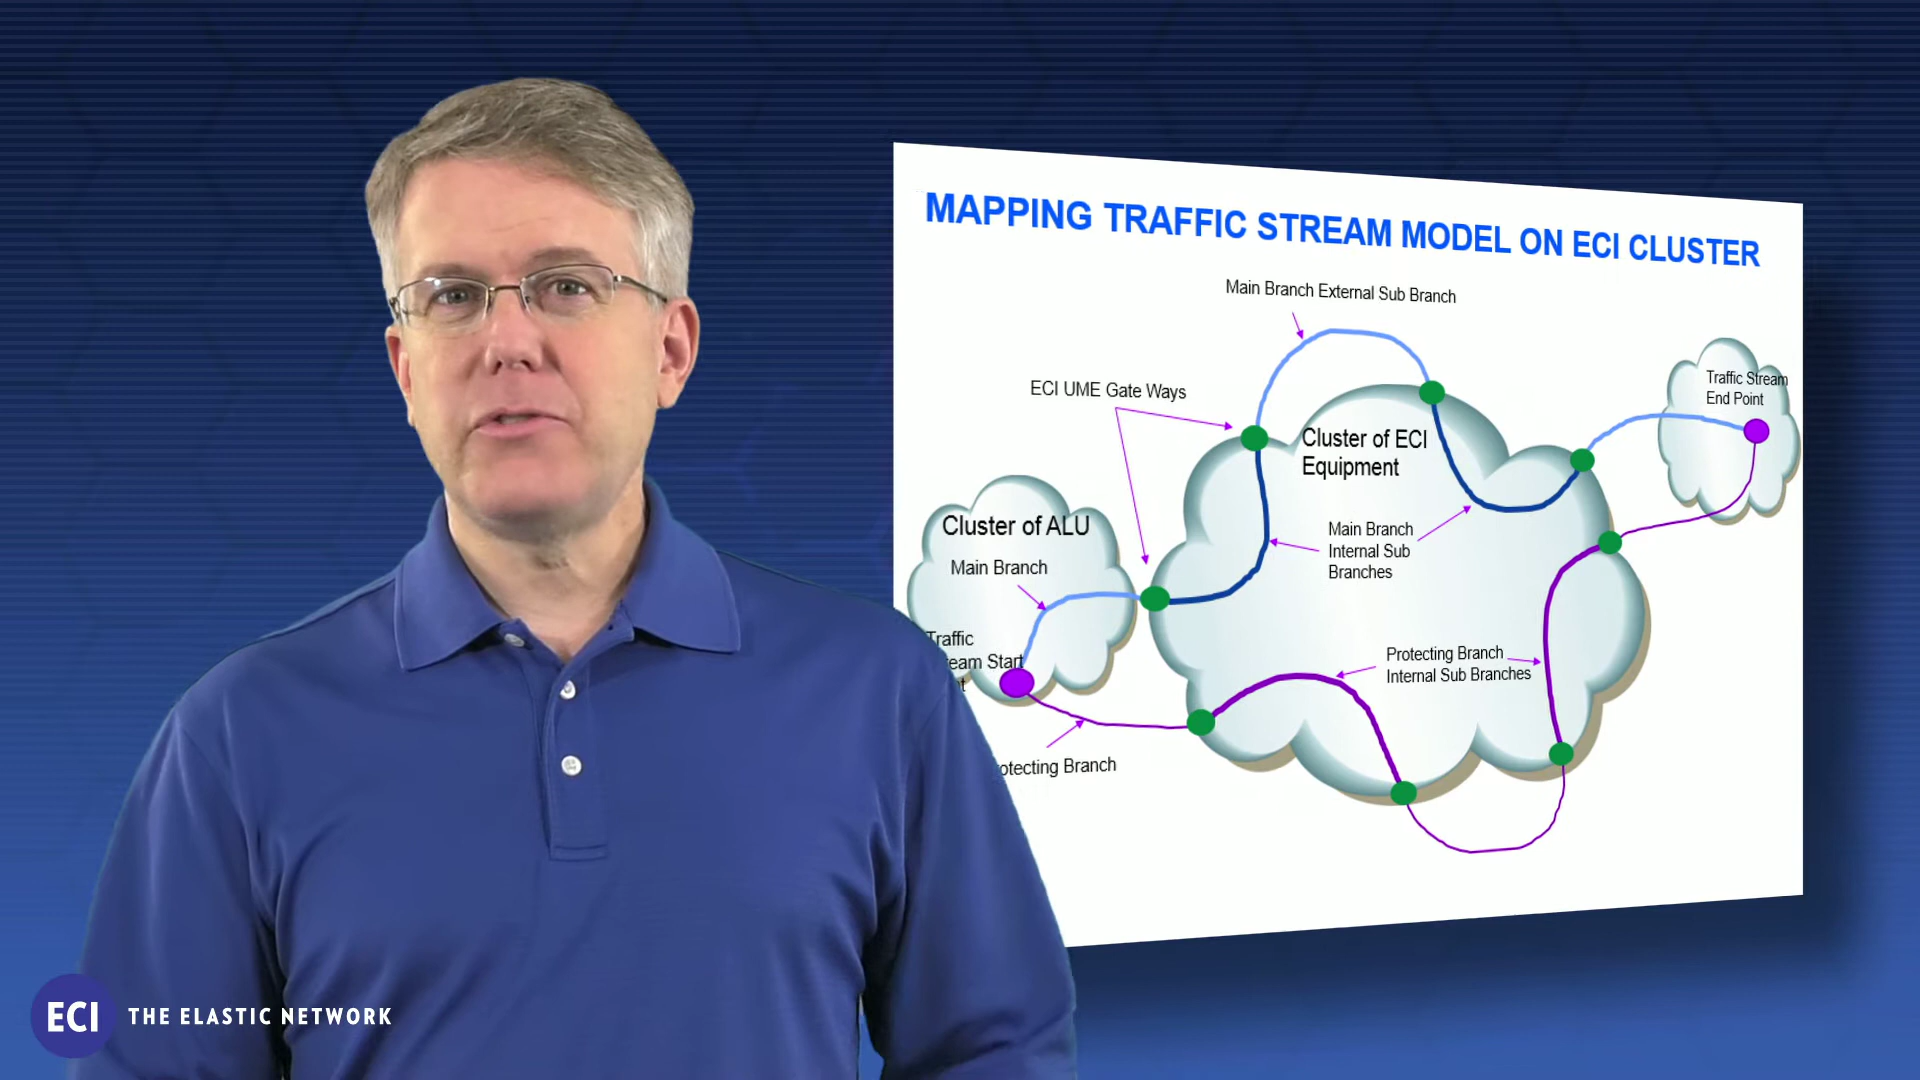 MAPPING TRAFFIC STREAM MODEL ON ECI CLUSTER
Main Branch External Sub Branch
ECI UME Gate Ways
Traffic Stream
End Point
Cluster of ECI
Equipment
Cluster of ALU
Main Branch
Main Branch
Internal Sub
Branches
Traffic
Start
Protecting Branch
Internal Sub Branches
Branch
ECI THE ELASTIC NETWORK